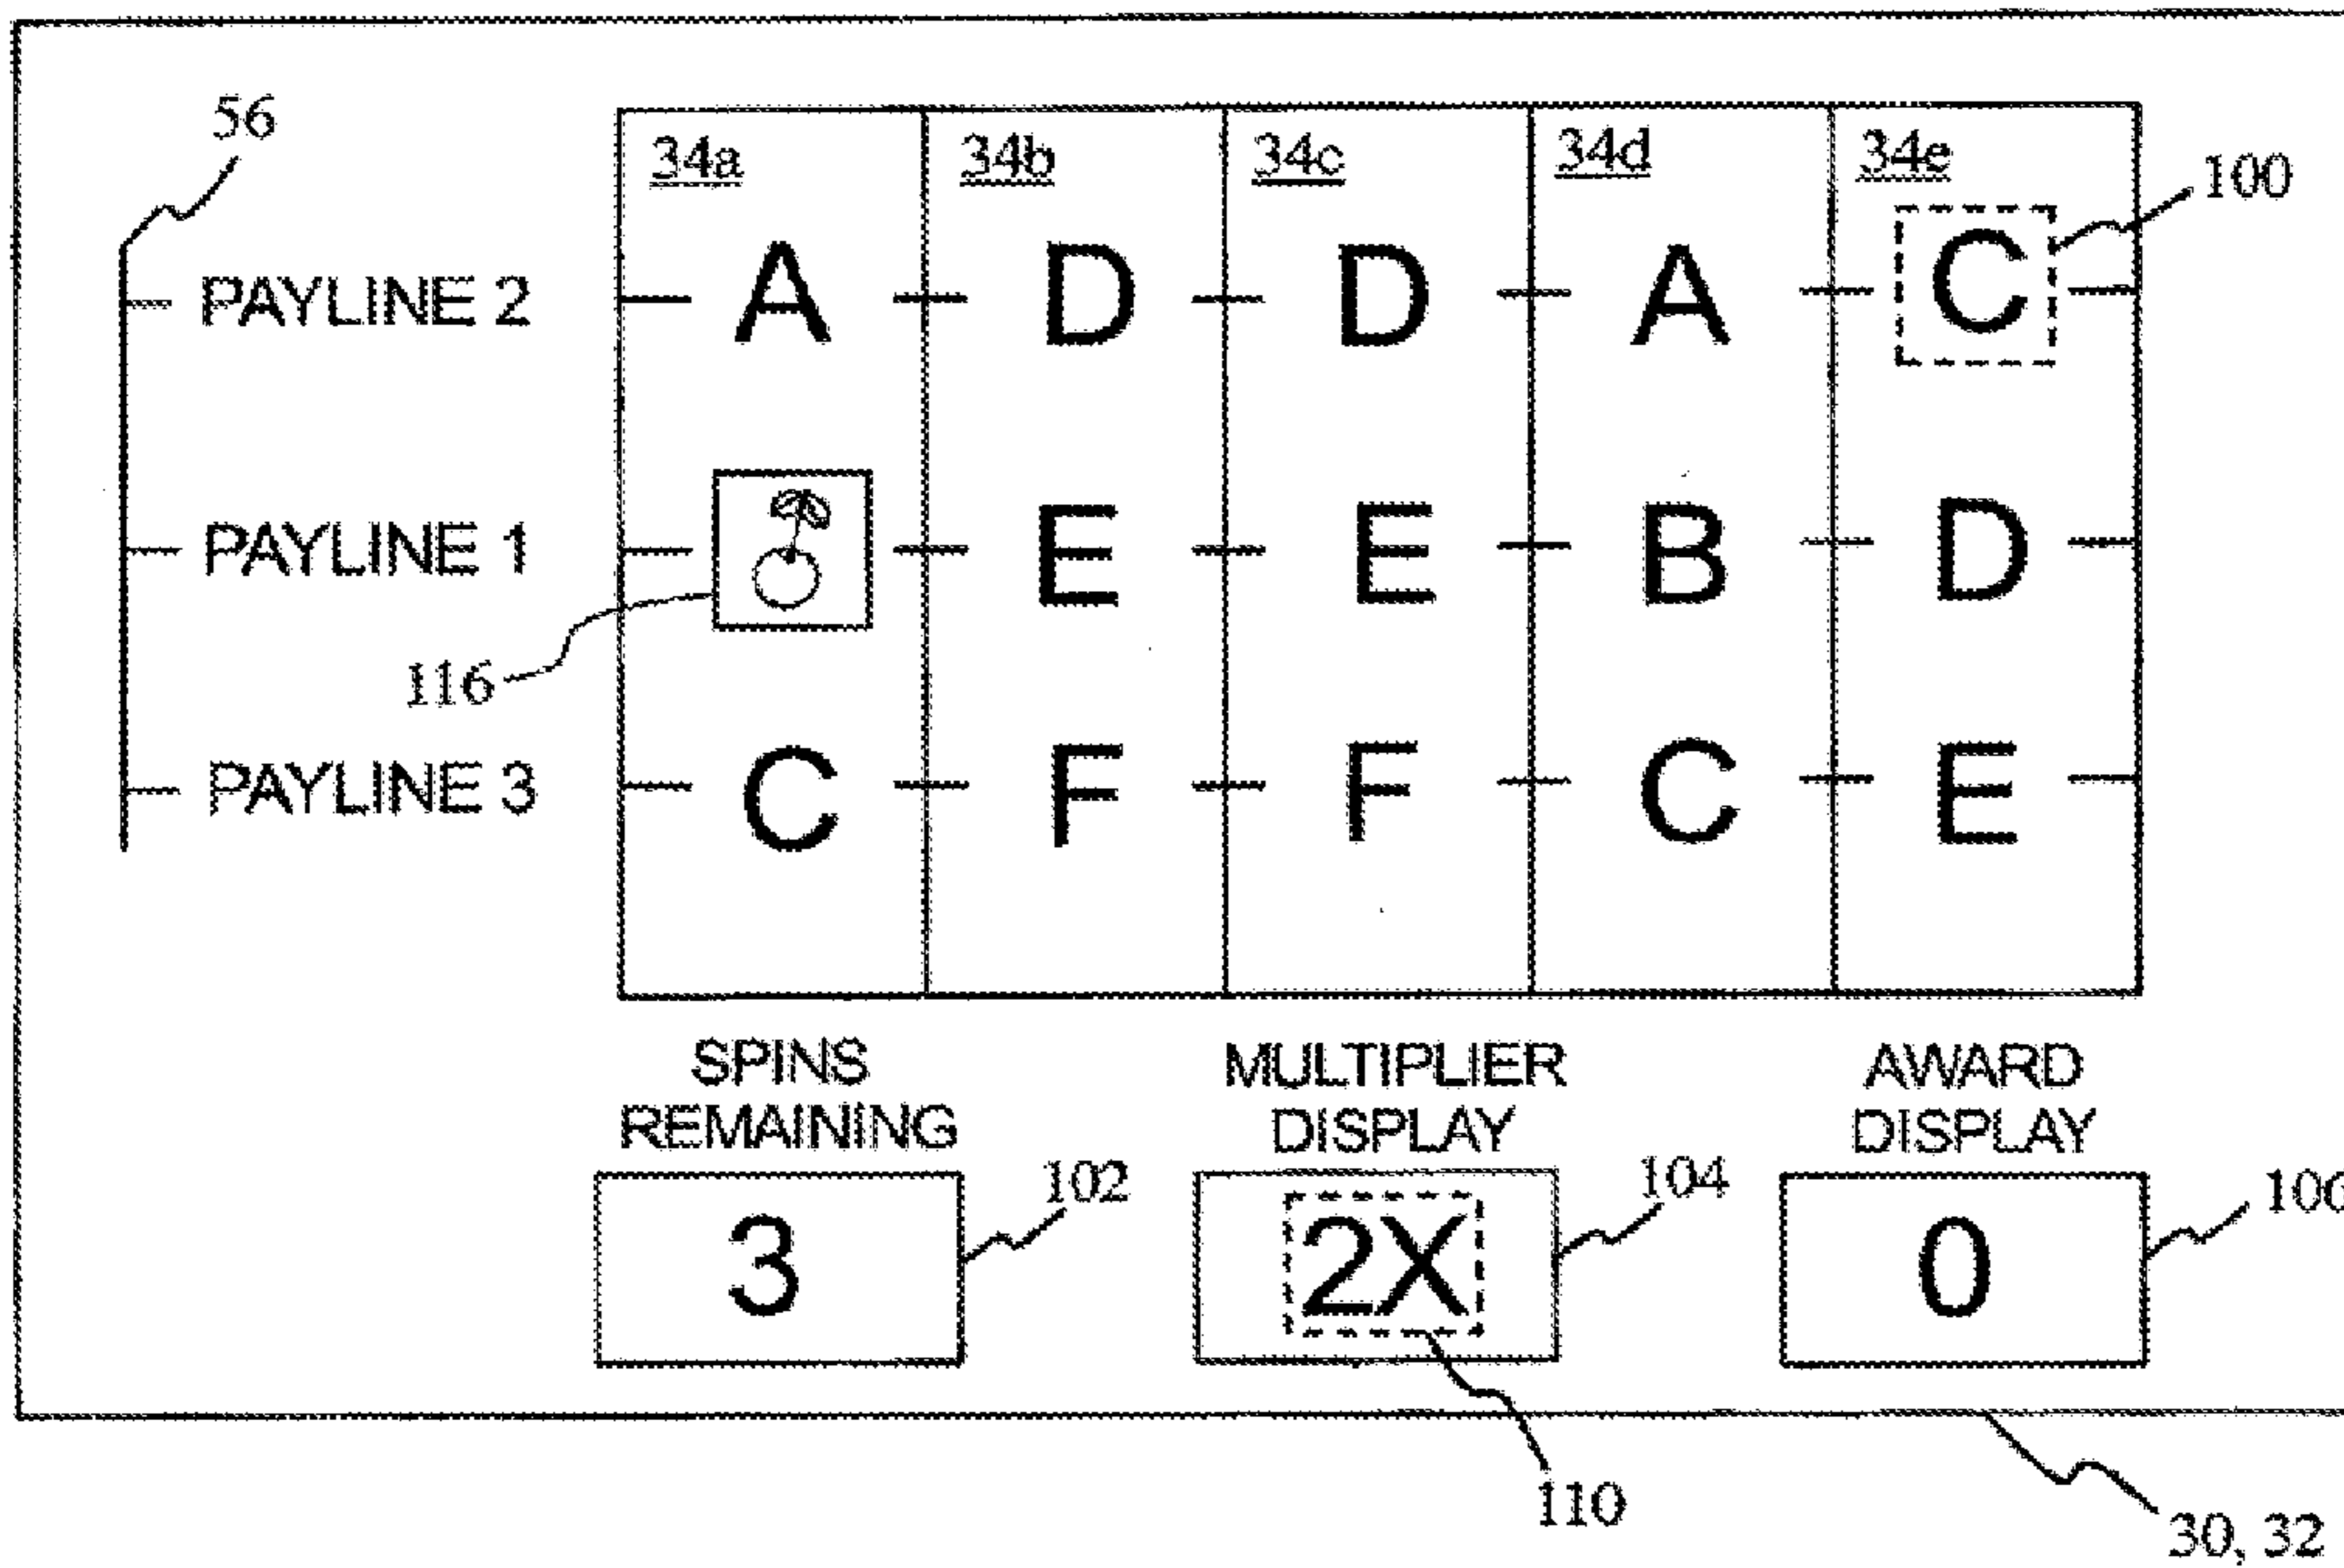 56
34a 34b 34c 34d 34e
100
PAYLINE 2 A D D A C
PAYLINE 1 E E B D
116
PAYLINE 3 C F F C E
SPINS REMAINING
MULTIPLIER DISPLAY
AWARD DISPLAY
3 102
2X 104
0 106
110
30, 32